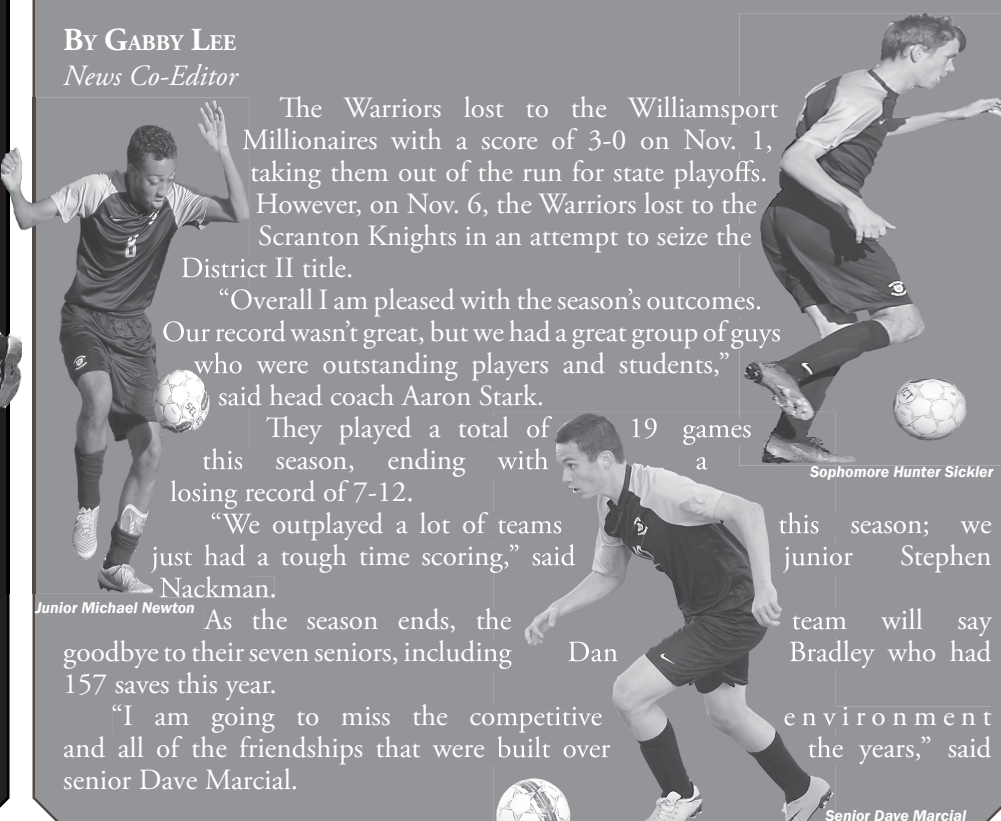 By Gabby Lee
News Co-Editor
The Warriors lost to the Williamsport
Millionaires with a score of 3-0 on Nov. 1,
taking them out of the run for state playoffs.
However, on Nov. 6, the Warriors lost to the
Scranton Knights in an attempt to seize the
District II title.
“Overall I am pleased with the season’s outcomes.
Our record wasn’t great, but we had a great group of guys
who were outstanding players and students,”
said head coach Aaron Stark.
They played a total of 19 games
this season, ending with a
losing record of 7-12.
“We outplayed a lot of teams this season; we
just had a tough time scoring,” said junior Stephen
Nackman.
As the season ends, the team will say
goodbye to their seven seniors, including Dan Bradley who had
157 saves this year.
“I am going to miss the competitive environment
and all of the friendships that were built over the years,” said
senior Dave Marcial.
Junior Michael Newton
8
Sophomore Hunter Sickler
Senior Dave Marcial